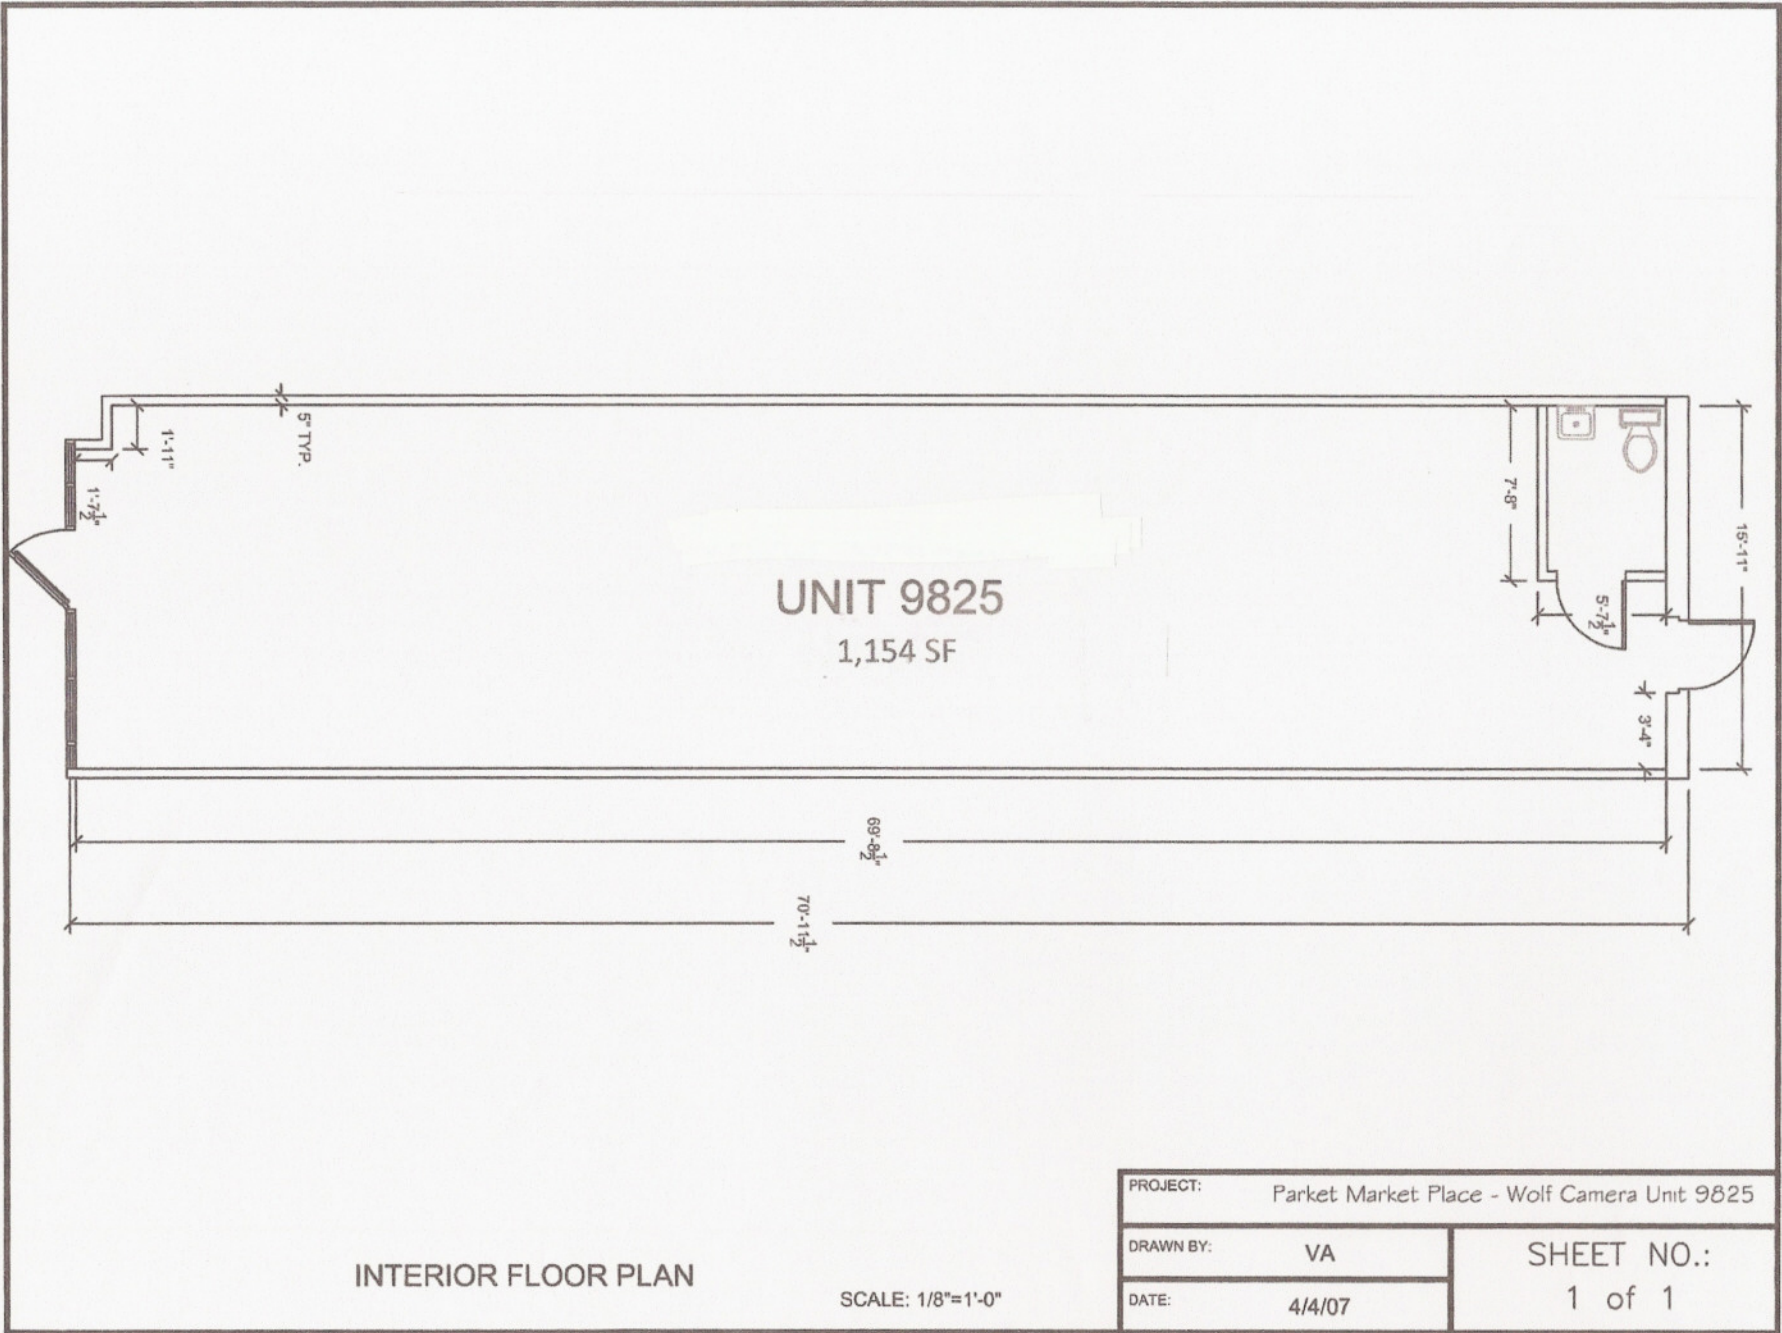 5" TYP.
1'-11"
1'-7½"
7'-8"
15'-11"
UNIT 9825
1,154 SF
5'-7½"
3'-4"
69'-8½"
70'-11½"
PROJECT: Parket Market Place - Wolf Camera Unit 9825
DRAWN BY: VA
SHEET NO.:
1 of 1
DATE: 4/4/07
INTERIOR FLOOR PLAN
SCALE: 1/8"=1'-0"